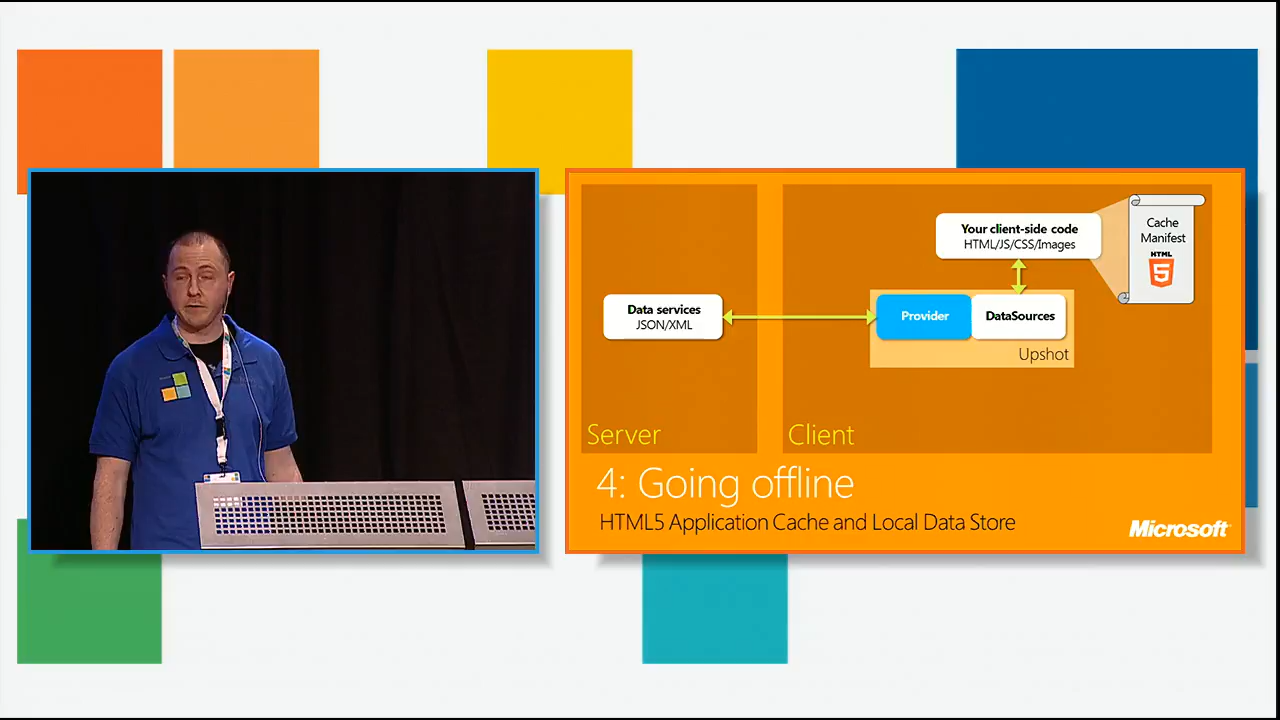 Your client-side code
HTML/JS/CSS/Images
Cache
Manifest
HTML
5
Data services
JSON/XML
Provider
DataSources
Upshot
Server
Client
4: Going offline
HTML5 Application Cache and Local Data Store
Microsoft